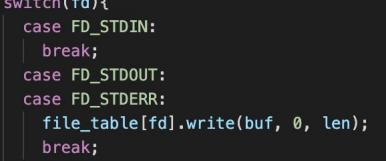 switch(fd){
case FD_STDIN:
break;
case FD_STDOUT:
case FD_STDERR:
file_table[fd].write(buf, 0, len);
break;